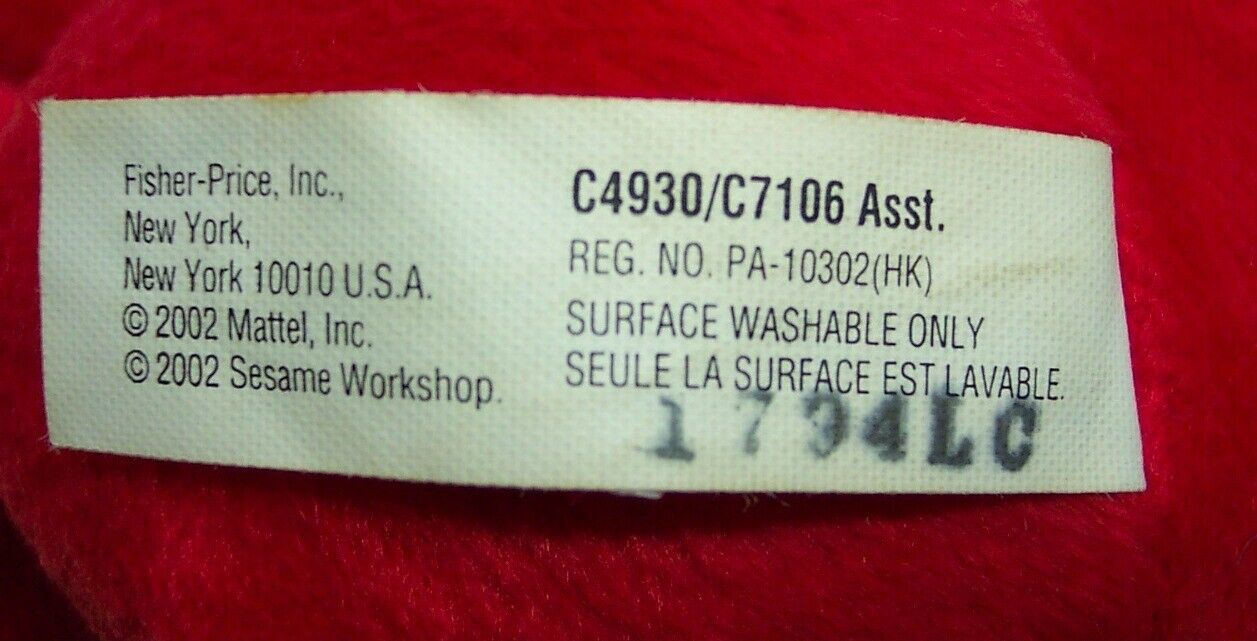 Fisher-Price, Inc.,
New York,
New York 10010 U.S.A.
© 2002 Mattel, Inc.
© 2002 Sesame Workshop.
C4930/C7106 Asst.
REG. NO. PA-10302(HK)
SURFACE WASHABLE ONLY
SEULE LA SURFACE EST LAVABLE.